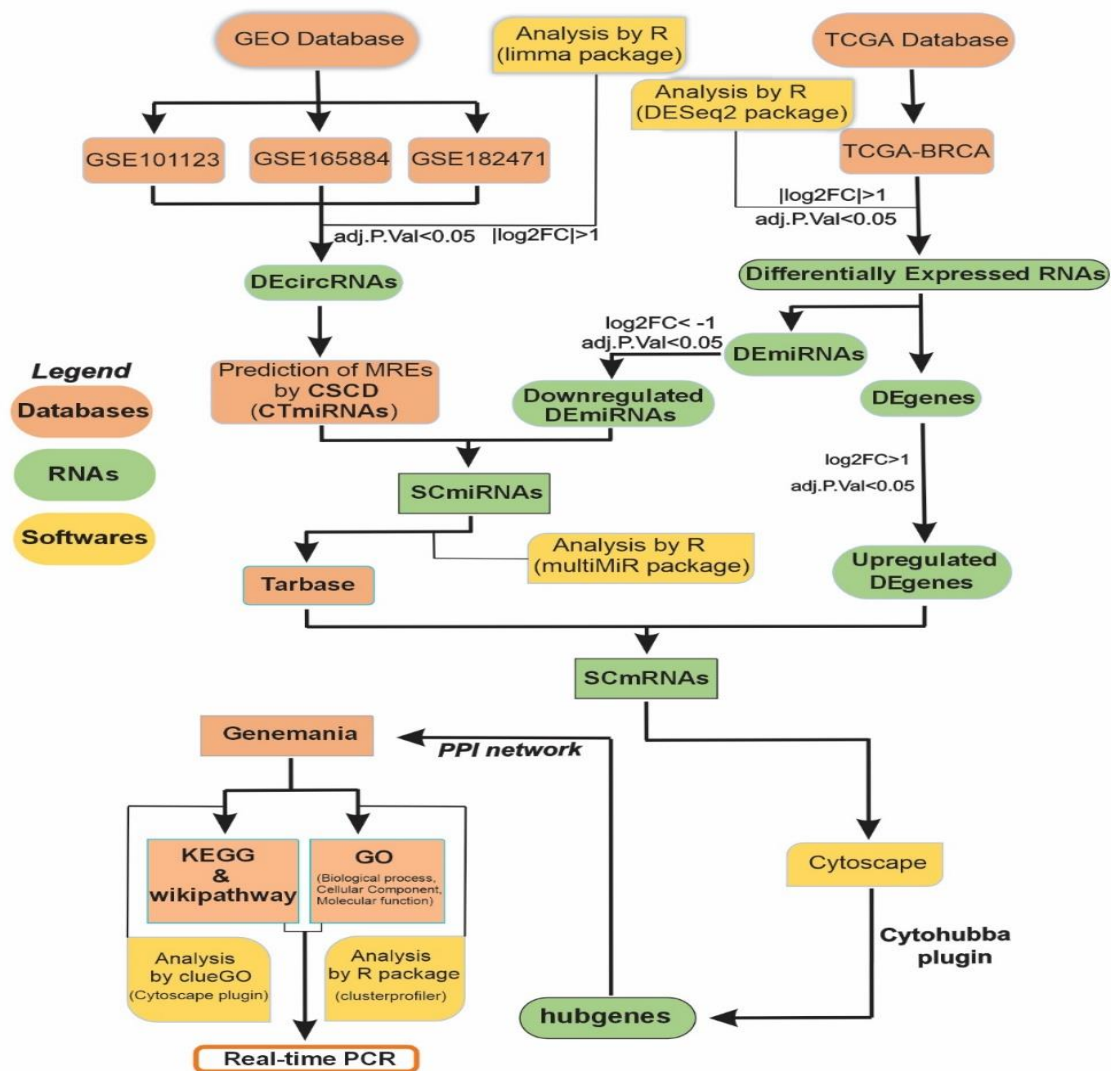 GEO Database
Analysis by R
(limma package)
TCGA Database
Analysis by R
(DESeq2 package)
GSE101123
GSE165884
GSE182471
TCGA-BRCA
|log2FC|>1
adj.P.Val<0.05
adj.P.Val<0.05 |log2FC|>1
DEcircRNAs
Differentially Expressed RNAs
log2FC< -1
adj.P.Val<0.05
DEmiRNAs
Legend
Databases
RNAs
Softwares
Prediction of MREs
by CSCD
(CTmiRNAs)
Downregulated
DEmiRNAs
DEgenes
log2FC>1
adj.P.Val<0.05
SCmiRNAs
Analysis by R
(multiMiR package)
Tarbase
Upregulated
DEgenes
SCmRNAs
Genemania
PPI network
KEGG
&
wikipathway
GO
(Biological process,
Cellular Component,
Molecular function)
Cytoscape
Cytohubba
plugin
Analysis
by clueGO
(Cytoscape plugin)
Analysis
by R package
(clusterprofiler)
hubgenes
Real-time PCR